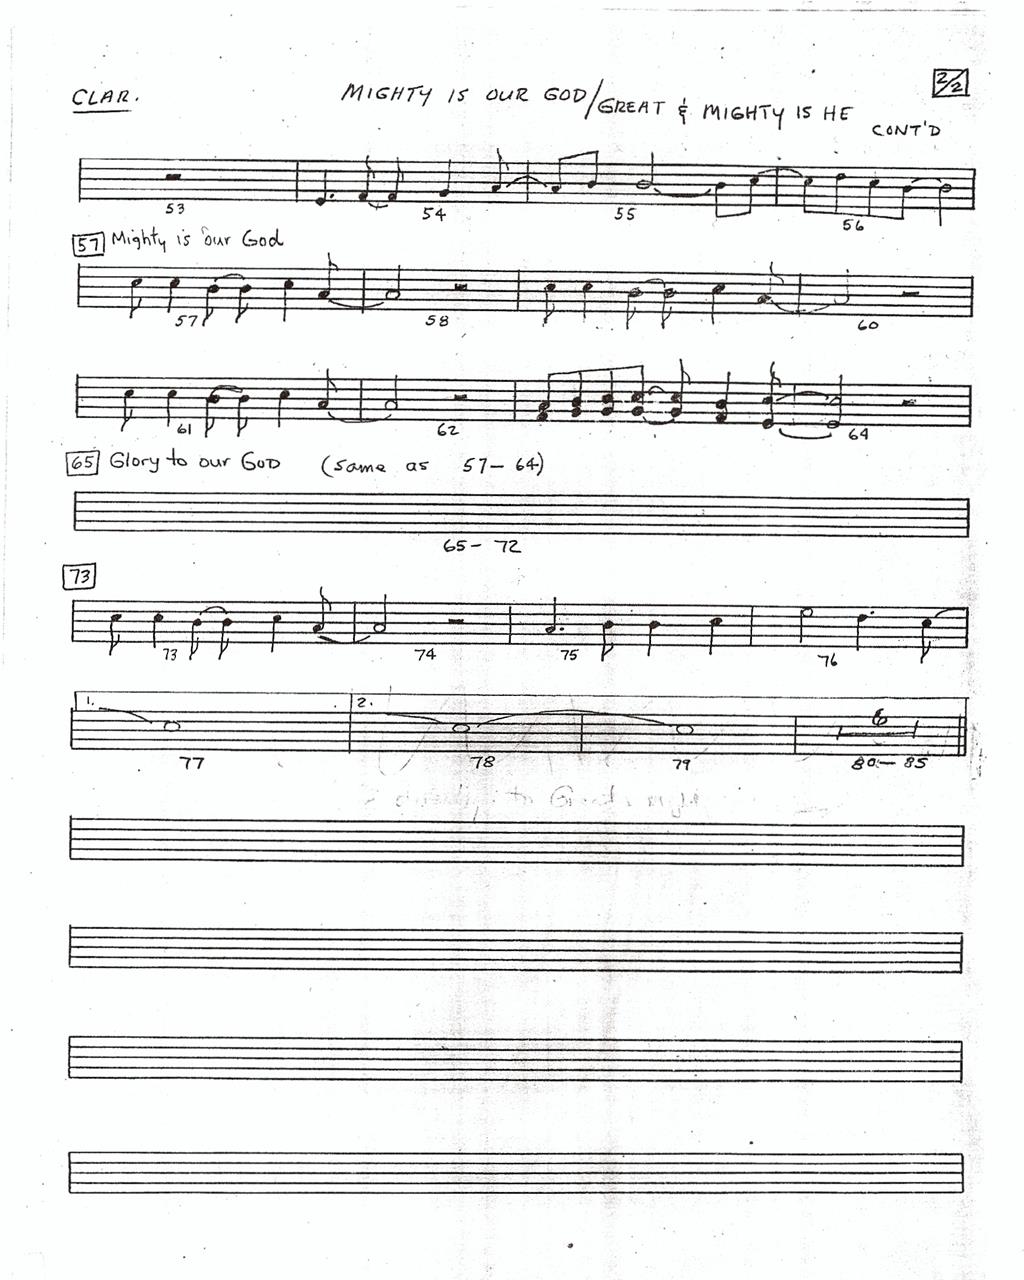 CLAR. MIGHTY IS OUR GOD/GREAT & MIGHTY IS HE 2/2
CONT'D
53 54 55 56
57 Mighty is our God
57 58 60
61 62 64
65 Glory to our GOD (Same as 57-64)
65-72
73
73 74 75 76
1. 2. 6
77 78 79 80-85